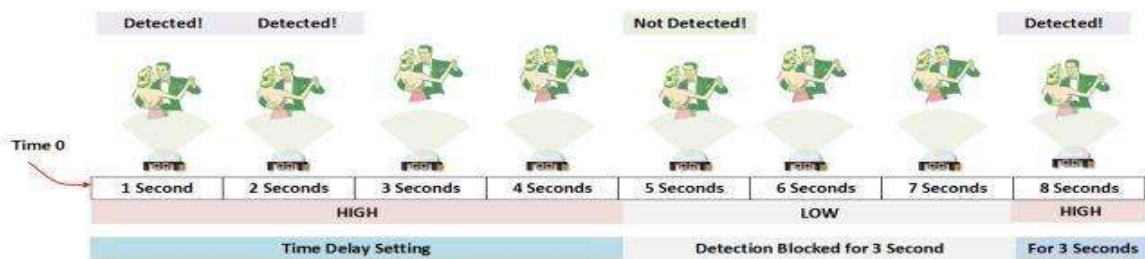 Detected! Detected! Not Detected! Detected!
Time 0
1 Second 2 Seconds 3 Seconds 4 Seconds 5 Seconds 6 Seconds 7 Seconds 8 Seconds
HIGH LOW HIGH
Time Delay Setting Detection Blocked for 3 Second For 3 Seconds